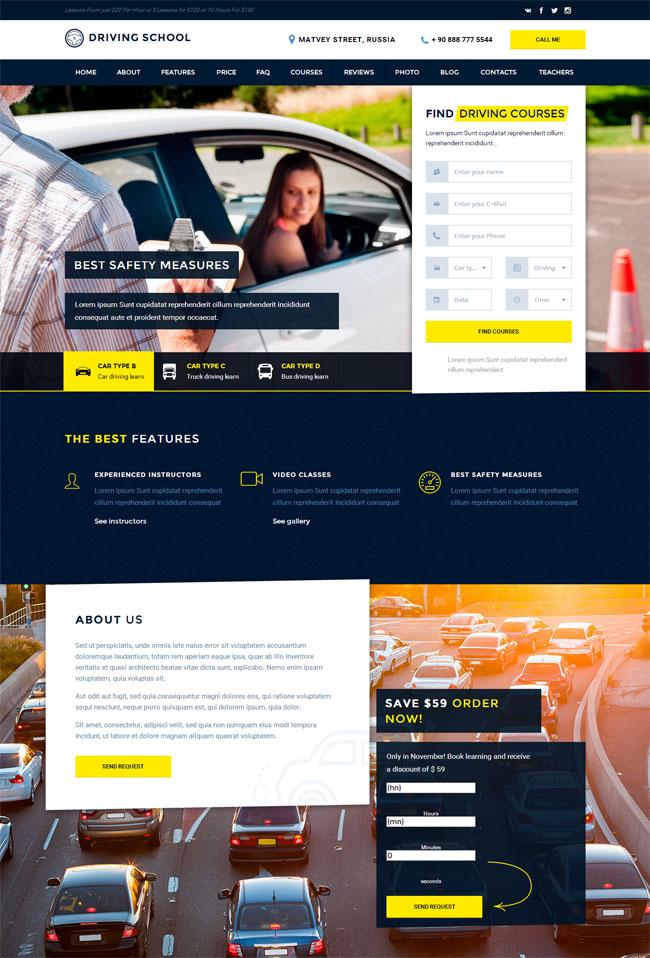 Lessons From just $20 Per Hour or 5 Lessons for $120 or 10 Hours For $180
DRIVING SCHOOL
MATVEY STREET, RUSSIA
+ 90 888 777 5544
CALL ME
HOME ABOUT FEATURES PRICE FAQ COURSES REVIEWS PHOTO BLOG CONTACTS TEACHERS
BEST SAFETY MEASURES
Lorem ipsum Sunt cupidatat reprehenderit cillum reprehenderit incididunt
consequat aute et proident tempor occaecat.
FIND DRIVING COURSES
Lorem ipsum Sunt cupidatat reprehenderit cillum
reprehenderit incididunt...
Enter your name
Enter your E-Mail
Enter your Phone
Car ty... Driving
Date Time
FIND COURSES
Lorem ipsum Sunt cupidatat reprehenderit
cillum reprehenderit
CAR TYPE B
Car driving learn
CAR TYPE C
Truck driving learn
CAR TYPE D
Bus driving learn
THE BEST FEATURES
EXPERIENCED INSTRUCTORS
Lorem ipsum Sunt cupidatat reprehenderit
cillum reprehenderit incididunt consequat
See instructors
VIDEO CLASSES
Lorem ipsum Sunt cupidatat reprehenderit
cillum reprehenderit incididunt consequat
See gallery
BEST SAFETY MEASURES
Lorem ipsum Sunt cupidatat reprehenderit
cillum reprehenderit incididunt consequat
ABOUT US
Sed ut perspiciatis, unde omnis iste natus error sit voluptatem accusantium
doloremque laudantium, totam rem aperiam eaque ipsa, quae ab illo inventore
veritatis et quasi architecto beatae vitae dicta sunt, explicabo. Nemo enim ipsam
voluptatem, quia voluptas sit.
Aut odit aut fugit, sed quia consequuntur magni dolores eos, qui ratione voluptatem
sequi nesciunt, neque porro quisquam est, qui dolorem ipsum, quia dolor.
Sit amet, consectetur, adipisci velit, sed quia non numquam eius modi tempora
incidunt, ut labore et dolore magnam aliquam quaerat voluptatem.
SEND REQUEST
SAVE $59 ORDER
NOW!
Only in November! Book learning and receive
a discount of $ 59
{hn}
Hours
{mn}
Minutes
0
seconds
SEND REQUEST